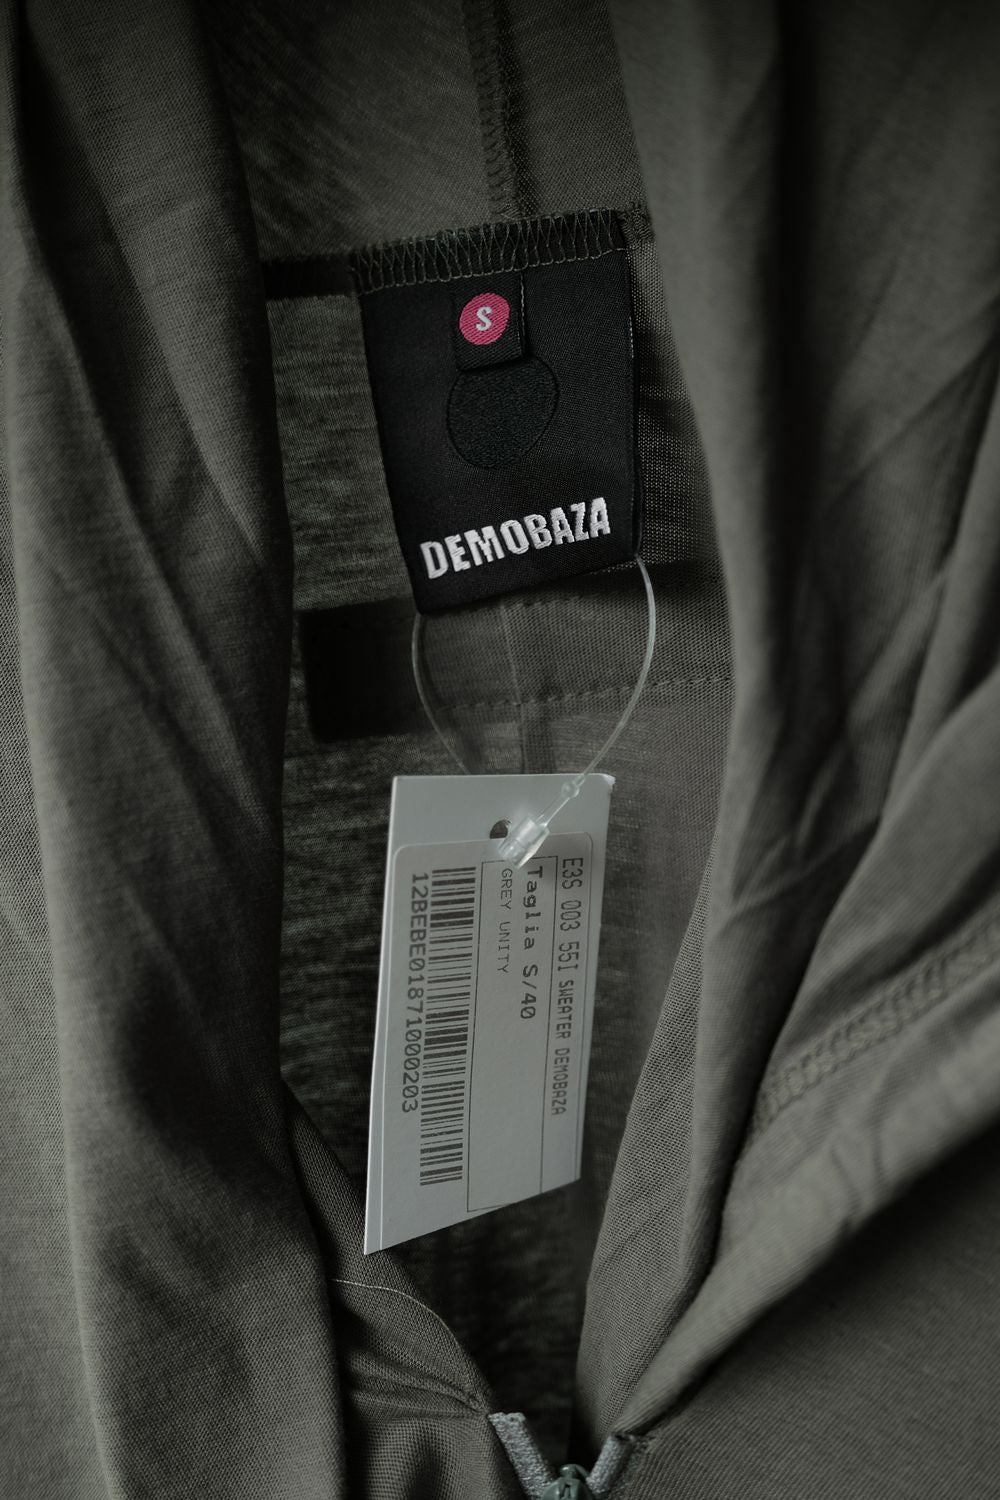 S
DEMOBAZA
E3S 003 55I SWEATER DEMOBAZA
Taglia S/40
GREY UNITY
12BEBE01871000203